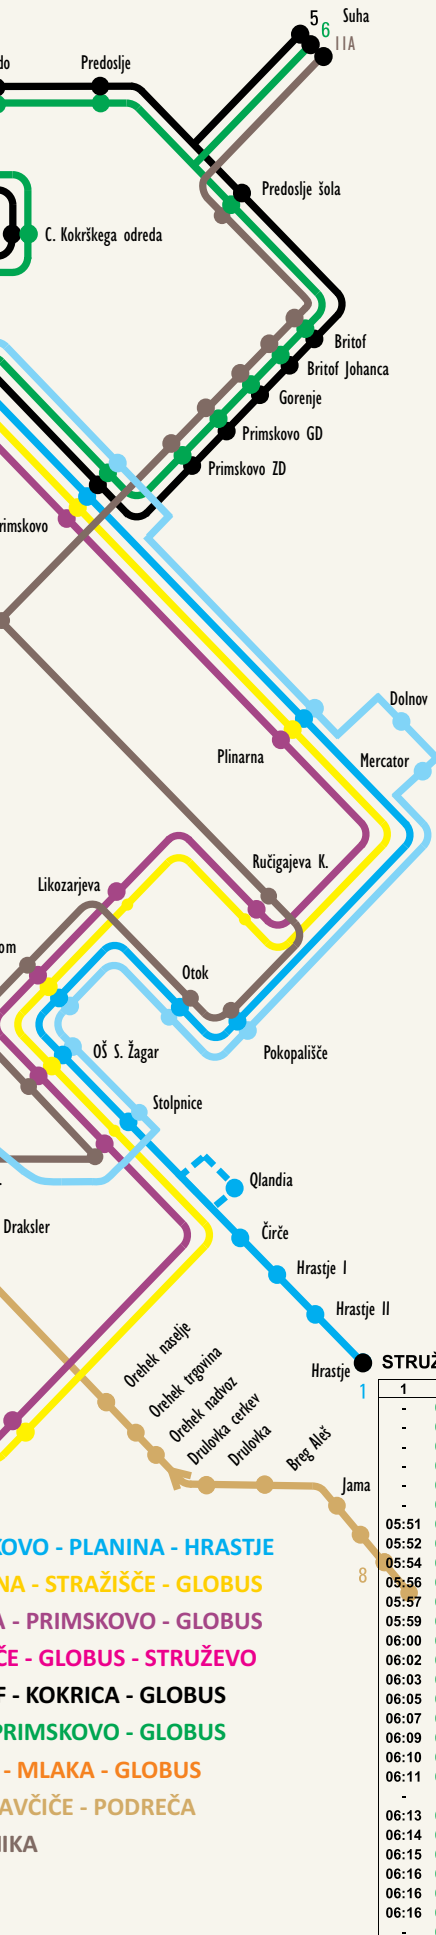 5
Suha
6
IIA
do
Predoslje
Predoslje šola
C. Kokrškega odreda
Britof
Britof Johanca
Gorenje
Primskovo GD
Primskovo ZD
rimskovo
Dolnov
Plinarna
Mercator
Ručigajeva K.
Likozarjeva
om
Otok
OŠ S. Žagar
Pokopališče
Stolpnice
Qlandia
Draksler
Čirče
Hrastje I
Hrastje II
Orehek naselje
Orehek trgovina
Orehek nadvoz
Drulovka cerkev
Drulovka
Breg Aleš
Hrastje
1
Jama
8
KOVO - PLANINA - HRASTJE
NA - STRAŽIŠČE - GLOBUS
A - PRIMSKOVO - GLOBUS
ČE - GLOBUS - STRUŽEVO
F - KOKRICA - GLOBUS
PRIMSKOVO - GLOBUS
- MLAKA - GLOBUS
AVČIČE - PODREČA
NIKA
STRUŽ
1
-
-
-
-
-
-
05:51
05:52
05:54
05:56
05:57
05:59
06:00
06:02
06:03
06:05
06:07
06:09
06:10
06:11
-
06:13
06:14
06:15
06:16
06:16
06:16
-